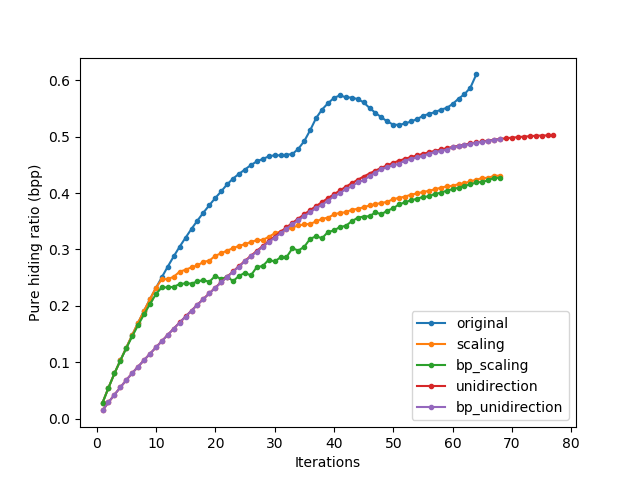 Pure hiding ratio (bpp)
0.6
0.5
0.4
0.3
0.2
0.1
0.0
original
scaling
bp_scaling
unidirection
bp_unidirection
0 10 20 30 40 50 60 70 80
Iterations